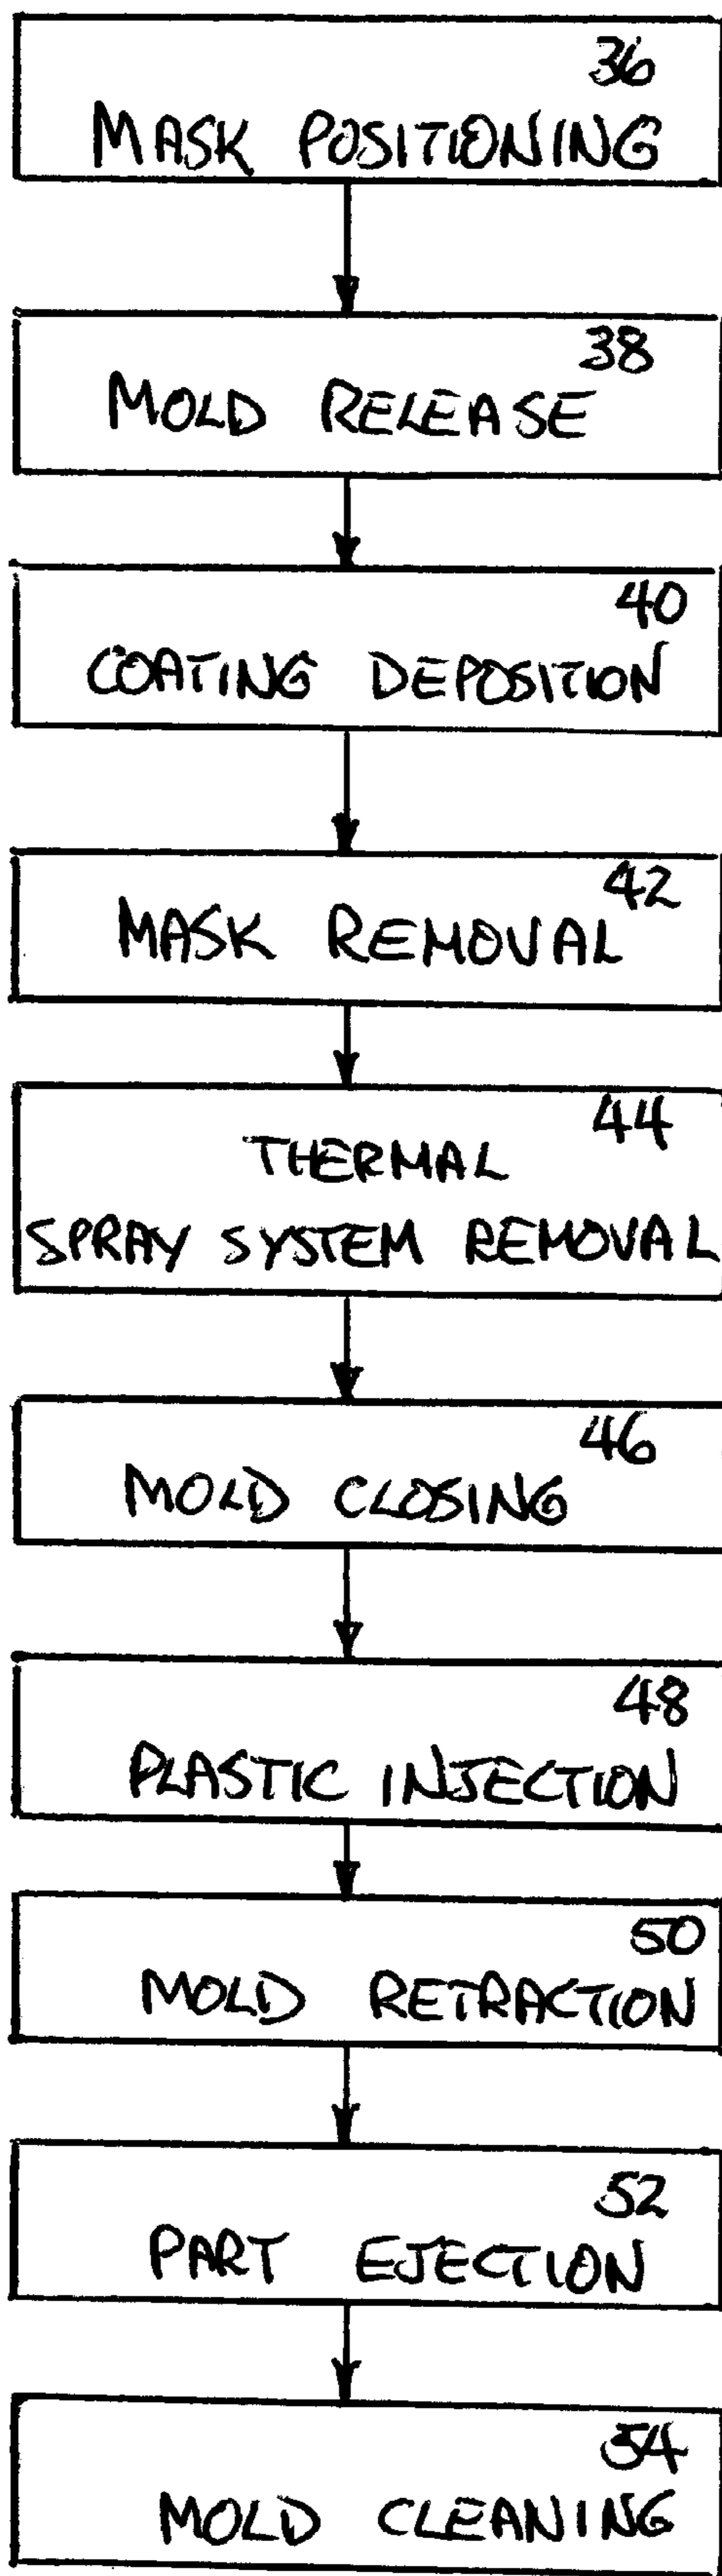 36
MASK POSITIONING
38
MOLD RELEASE
40
COATING DEPOSITION
42
MASK REMOVAL
44
THERMAL
SPRAY SYSTEM REMOVAL
46
MOLD CLOSING
48
PLASTIC INJECTION
50
MOLD RETRACTION
52
PART EJECTION
54
MOLD CLEANING